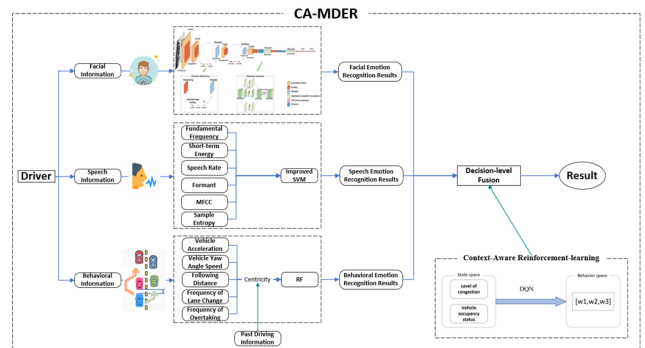 CA-MDER
Facial
Information
Facial Emotion
Recognition Results
Driver
Speech
Information
Fundamental
Frequency
Short-term
Energy
Speech Rate
Formant
MFCC
Sample
Entropy
Improved
SVM
Speech Emotion
Recognition Results
Decision-level
Fusion
Result
Behavioral
Information
Vehicle
Acceleration
Vehicle Yaw
Angle Speed
Following
Distance
Frequency of
Lane Change
Frequency of
Overtaking
Centricity
RF
Behavioral Emotion
Recognition Results
Past Driving
Information
Context-Aware Reinforcement-learning
State space
Level of
congestion
Vehicle
occupancy
status
DQN
Behavior space
[w1,w2,w3]